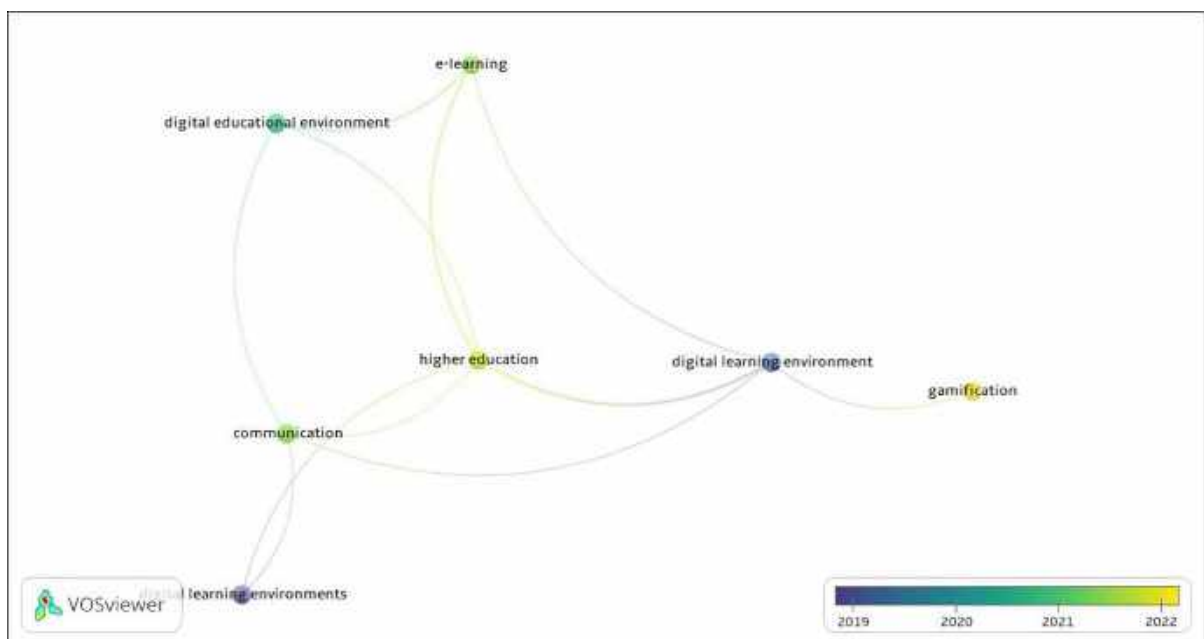 e-learning
digital educational environment
higher education
digital learning environment
gamification
communication
digital learning environments
VOSviewer
2019 2020 2021 2022